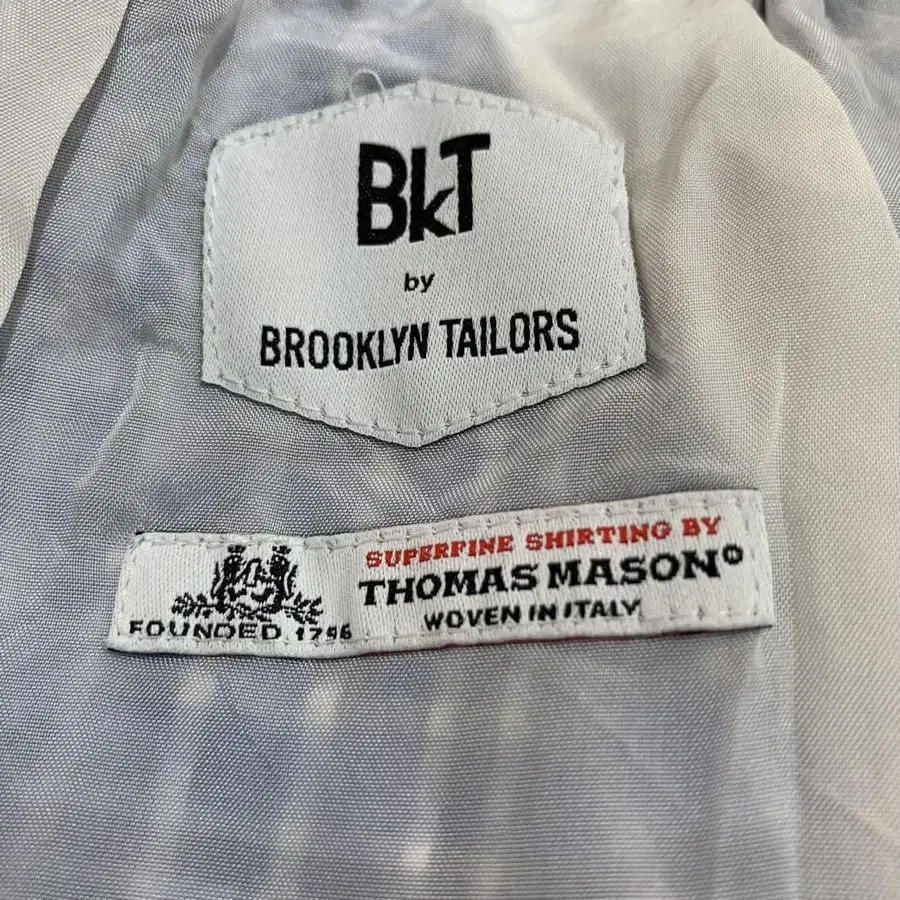 BkT
by
BROOKLYN TAILORS
SUPERFINE SHIRTING BY
THOMAS MASON®
WOVEN IN ITALY
FOUNDED 1796